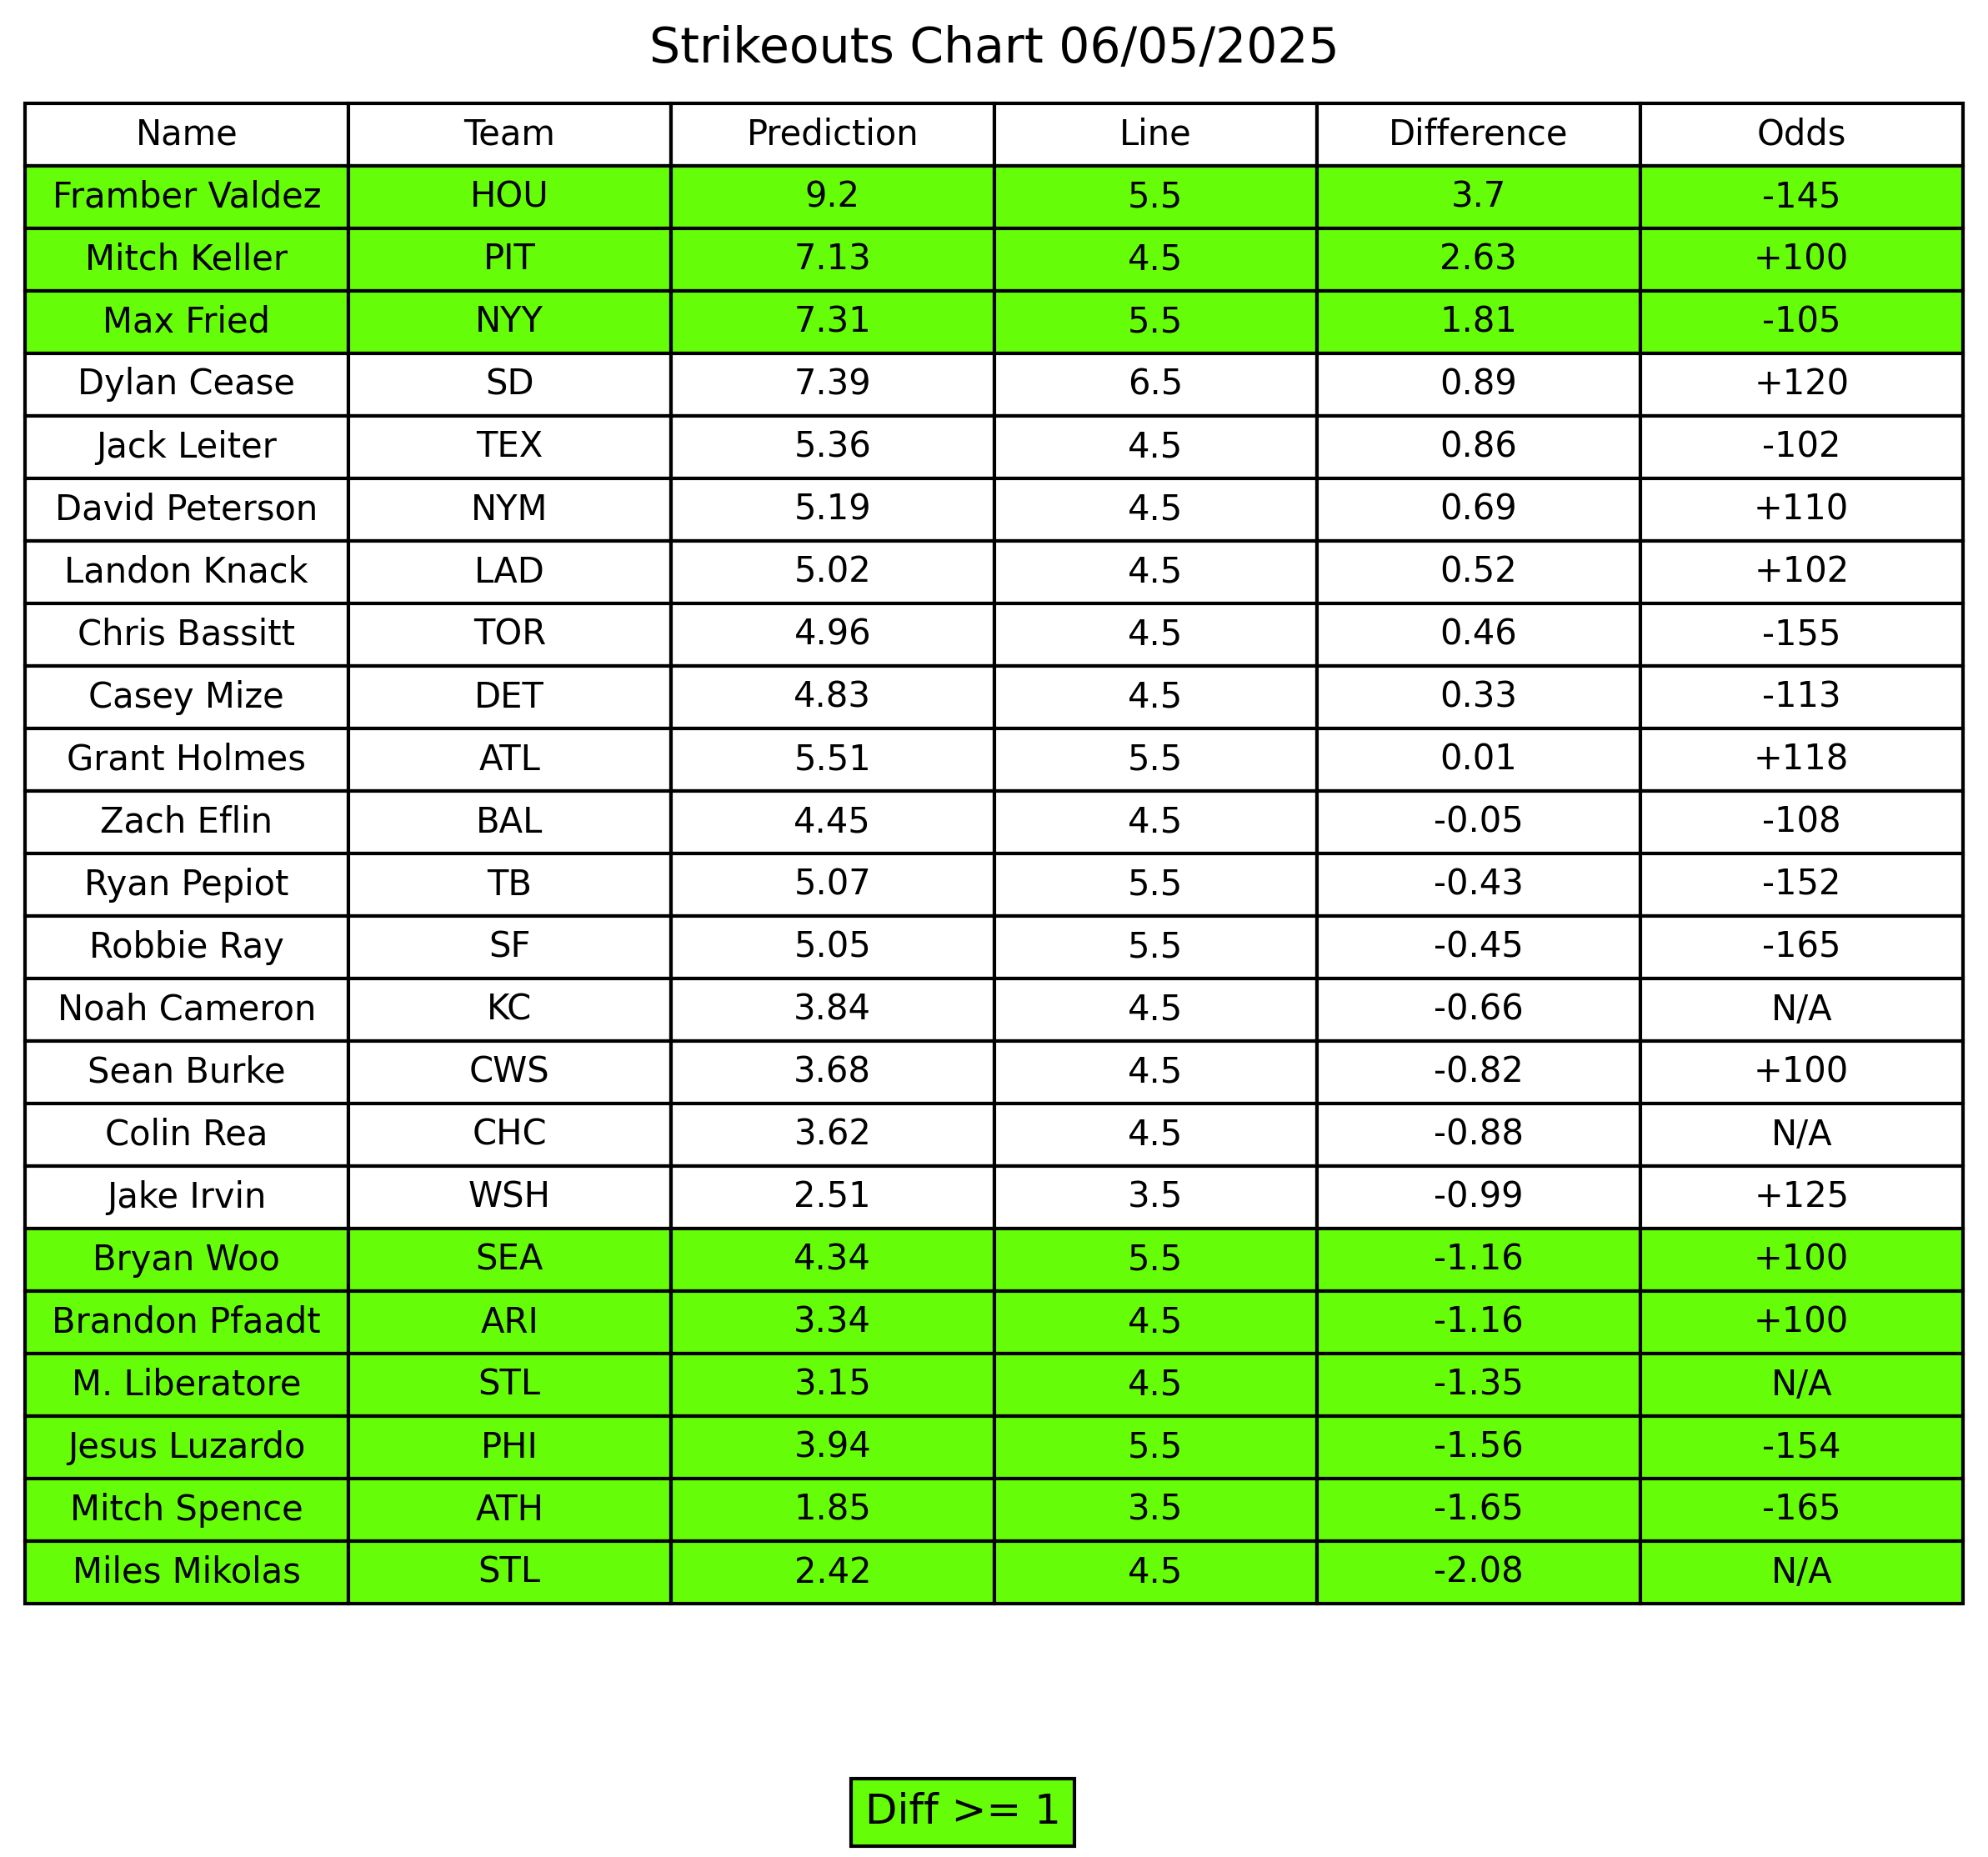 Strikeouts Chart 06/05/2025
Name Team Prediction Line Difference Odds
Framber Valdez HOU 9.2 5.5 3.7 -145
Mitch Keller PIT 7.13 4.5 2.63 +100
Max Fried NYY 7.31 5.5 1.81 -105
Dylan Cease SD 7.39 6.5 0.89 +120
Jack Leiter TEX 5.36 4.5 0.86 -102
David Peterson NYM 5.19 4.5 0.69 +110
Landon Knack LAD 5.02 4.5 0.52 +102
Chris Bassitt TOR 4.96 4.5 0.46 -155
Casey Mize DET 4.83 4.5 0.33 -113
Grant Holmes ATL 5.51 5.5 0.01 +118
Zach Eflin BAL 4.45 4.5 -0.05 -108
Ryan Pepiot TB 5.07 5.5 -0.43 -152
Robbie Ray SF 5.05 5.5 -0.45 -165
Noah Cameron KC 3.84 4.5 -0.66 N/A
Sean Burke CWS 3.68 4.5 -0.82 +100
Colin Rea CHC 3.62 4.5 -0.88 N/A
Jake Irvin WSH 2.51 3.5 -0.99 +125
Bryan Woo SEA 4.34 5.5 -1.16 +100
Brandon Pfaadt ARI 3.34 4.5 -1.16 +100
M. Liberatore STL 3.15 4.5 -1.35 N/A
Jesus Luzardo PHI 3.94 5.5 -1.56 -154
Mitch Spence ATH 1.85 3.5 -1.65 -165
Miles Mikolas STL 2.42 4.5 -2.08 N/A
Diff >= 1